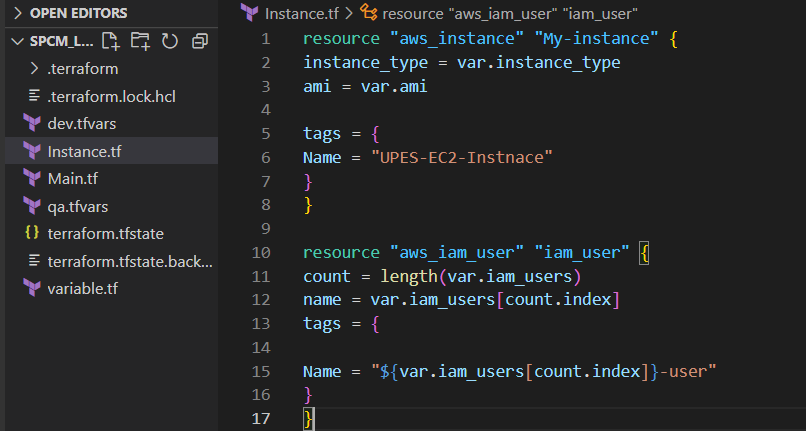 OPEN EDITORS
SPCM_L...
.terraform
.terraform.lock.hcl
dev.tfvars
Instance.tf
Main.tf
qa.tfvars
{} terraform.tfstate
terraform.tfstate.back...
variable.tf
Instance.tf > resource "aws_iam_user" "iam_user"
1 resource "aws_instance" "My-instance" {
2 instance_type = var.instance_type
3 ami = var.ami
4
5 tags = {
6 Name = "UPES-EC2-Instnace"
7 }
8 }
9
10 resource "aws_iam_user" "iam_user" {
11 count = length(var.iam_users)
12 name = var.iam_users[count.index]
13 tags = {
14
15 Name = "${var.iam_users[count.index]}-user"
16 }
17 }